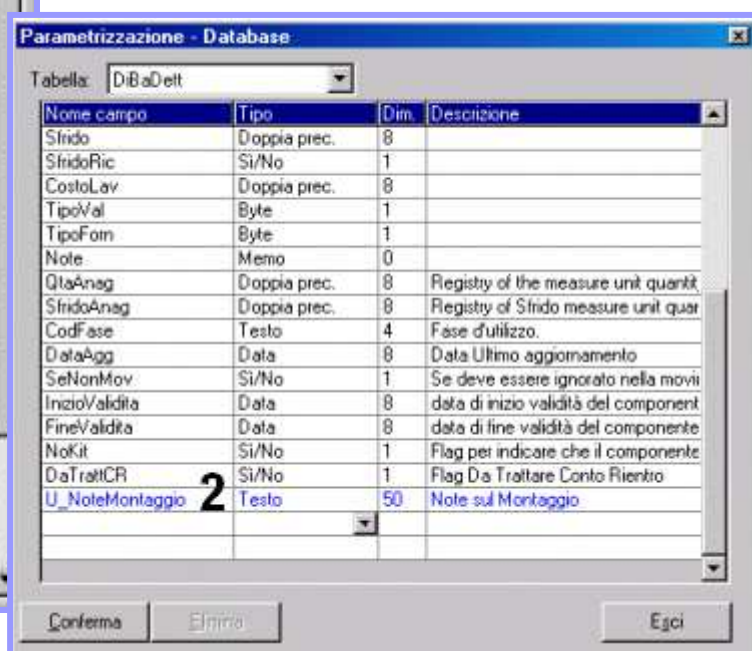 Parametrizzazione - Database
Tabella: DiBaDett
Nome campo Tipo Dim. Descrizione
Sfrido Doppia prec. 8
SfridoRic Sì/No 1
CostoLav Doppia prec. 8
TipoVal Byte 1
TipoForn Byte 1
Note Memo 0
QtaAnag Doppia prec. 8 Registry of the measure unit quantit
SfridoAnag Doppia prec. 8 Registry of Sfrido measure unit quar
CodFase Testo 4 Fase d'utilizzo.
DataAgg Data 8 Data Ultimo aggiornamento
SeNonMov Sì/No 1 Se deve essere ignorato nella movi
InizioValidita Data 8 data di inizio validità del component
FineValidita Data 8 data di fine validità del componente
NoKit Sì/No 1 Flag per indicare che il componente
DaTrattCR Sì/No 1 Flag Da Trattare Conto Rientro
U_NoteMontaggio 2 Testo 50 Note sul Montaggio
Conferma Elimina Esci